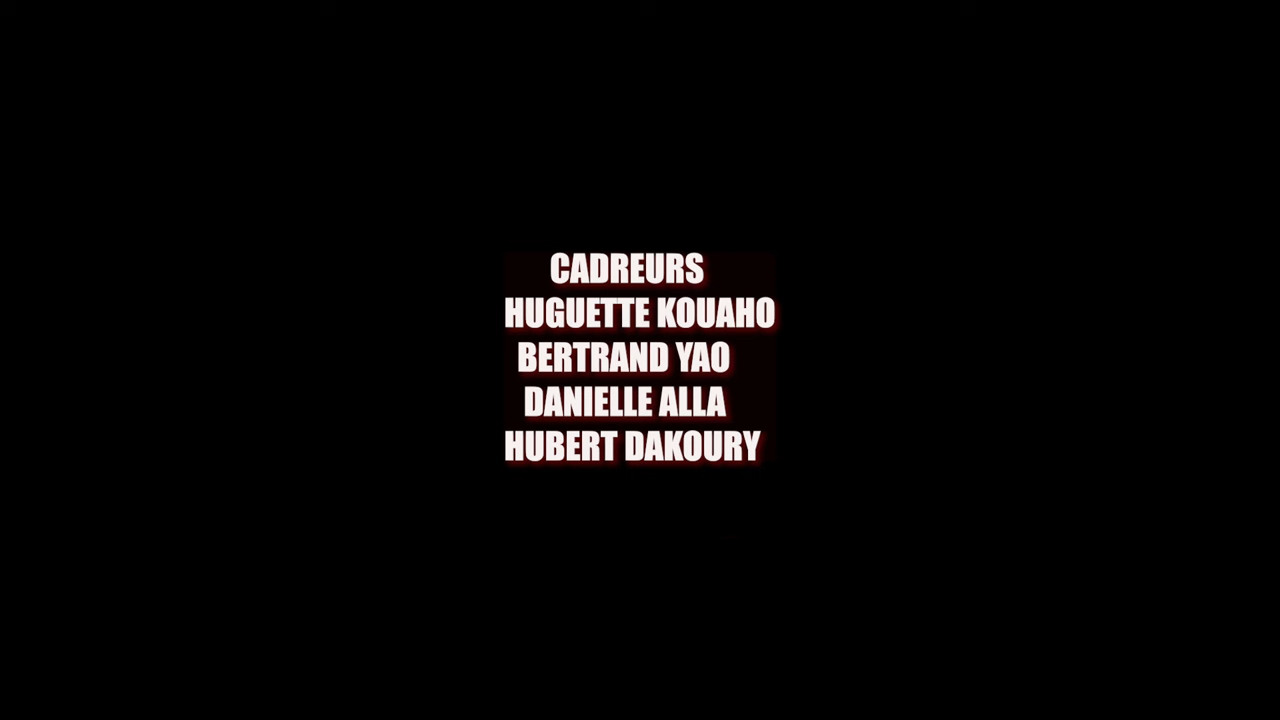 CADREURS
HUGUETTE KOUAHO
BERTRAND YAO
DANIELLE ALLA
HUBERT DAKOURY